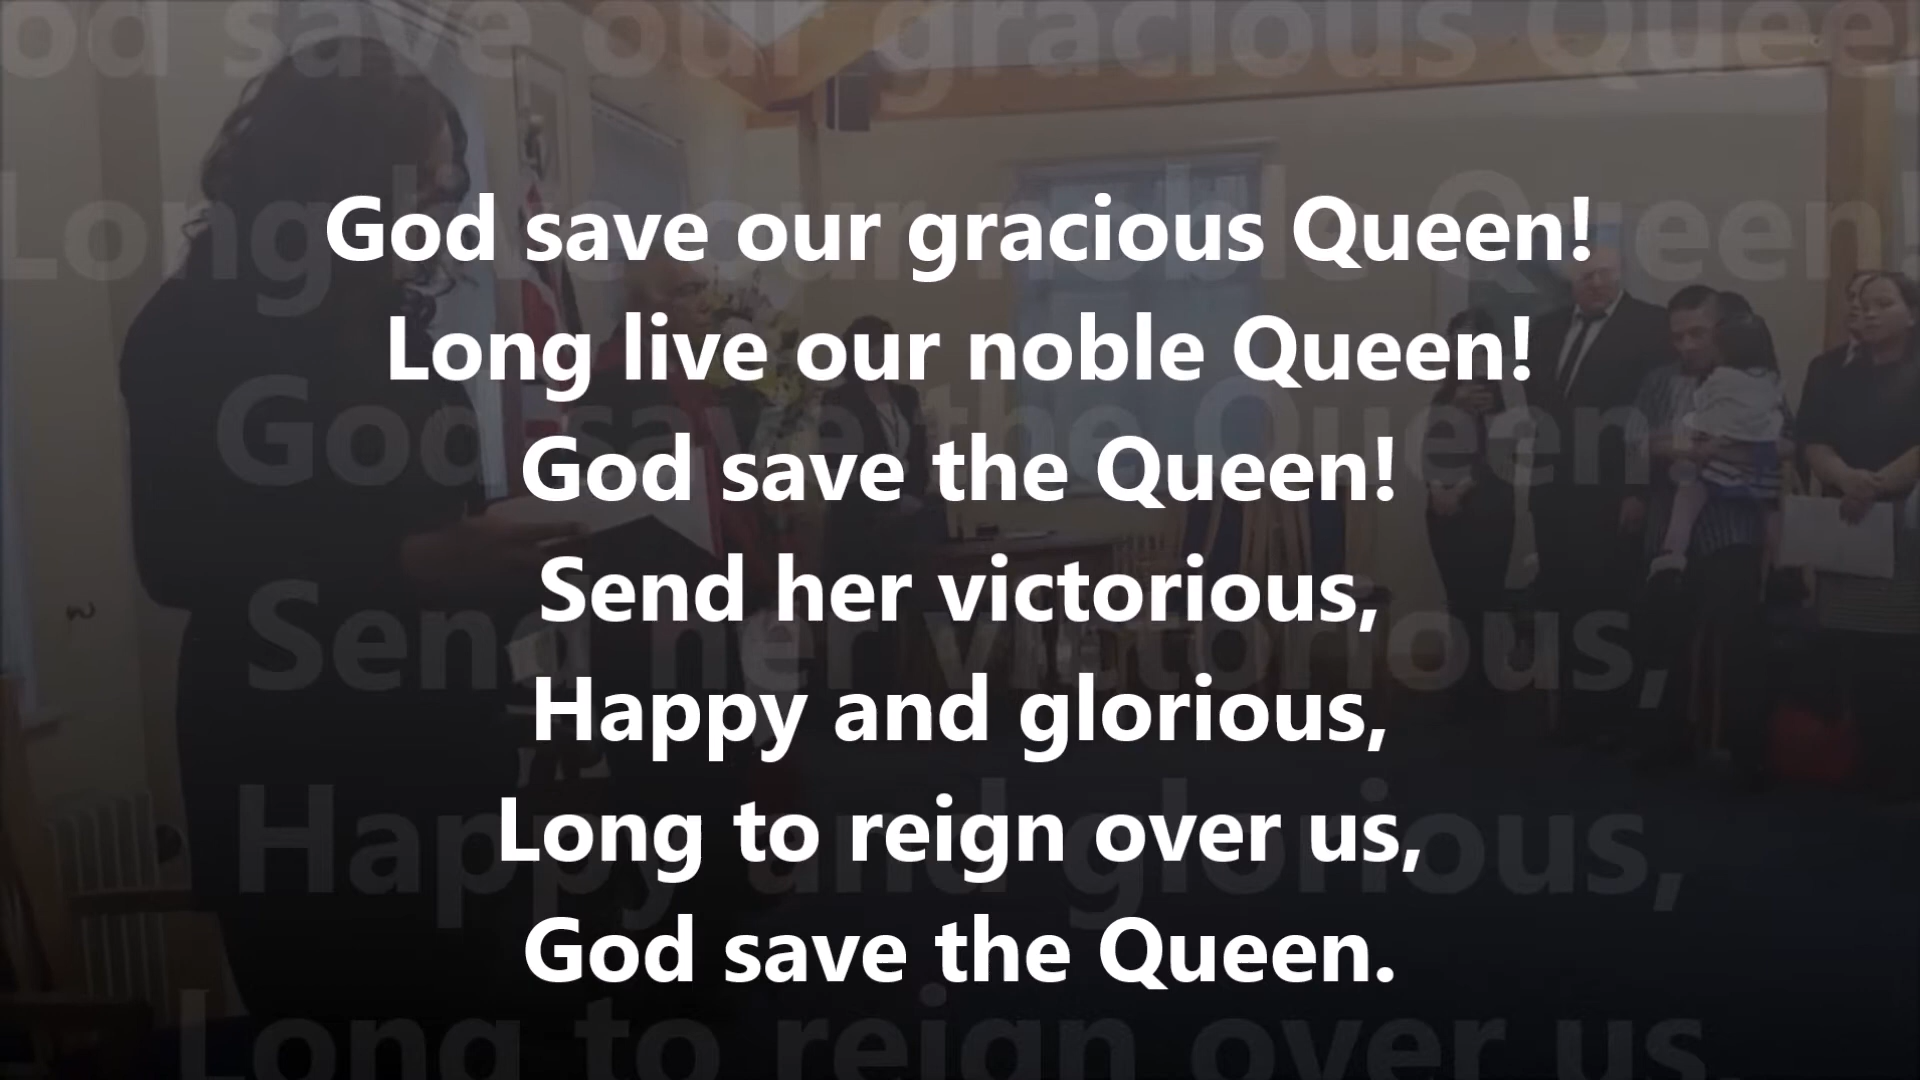 God save our gracious Queen!
Long live our noble Queen!
God save the Queen!
Send her victorious,
Happy and glorious,
Long to reign over us,
God save the Queen.